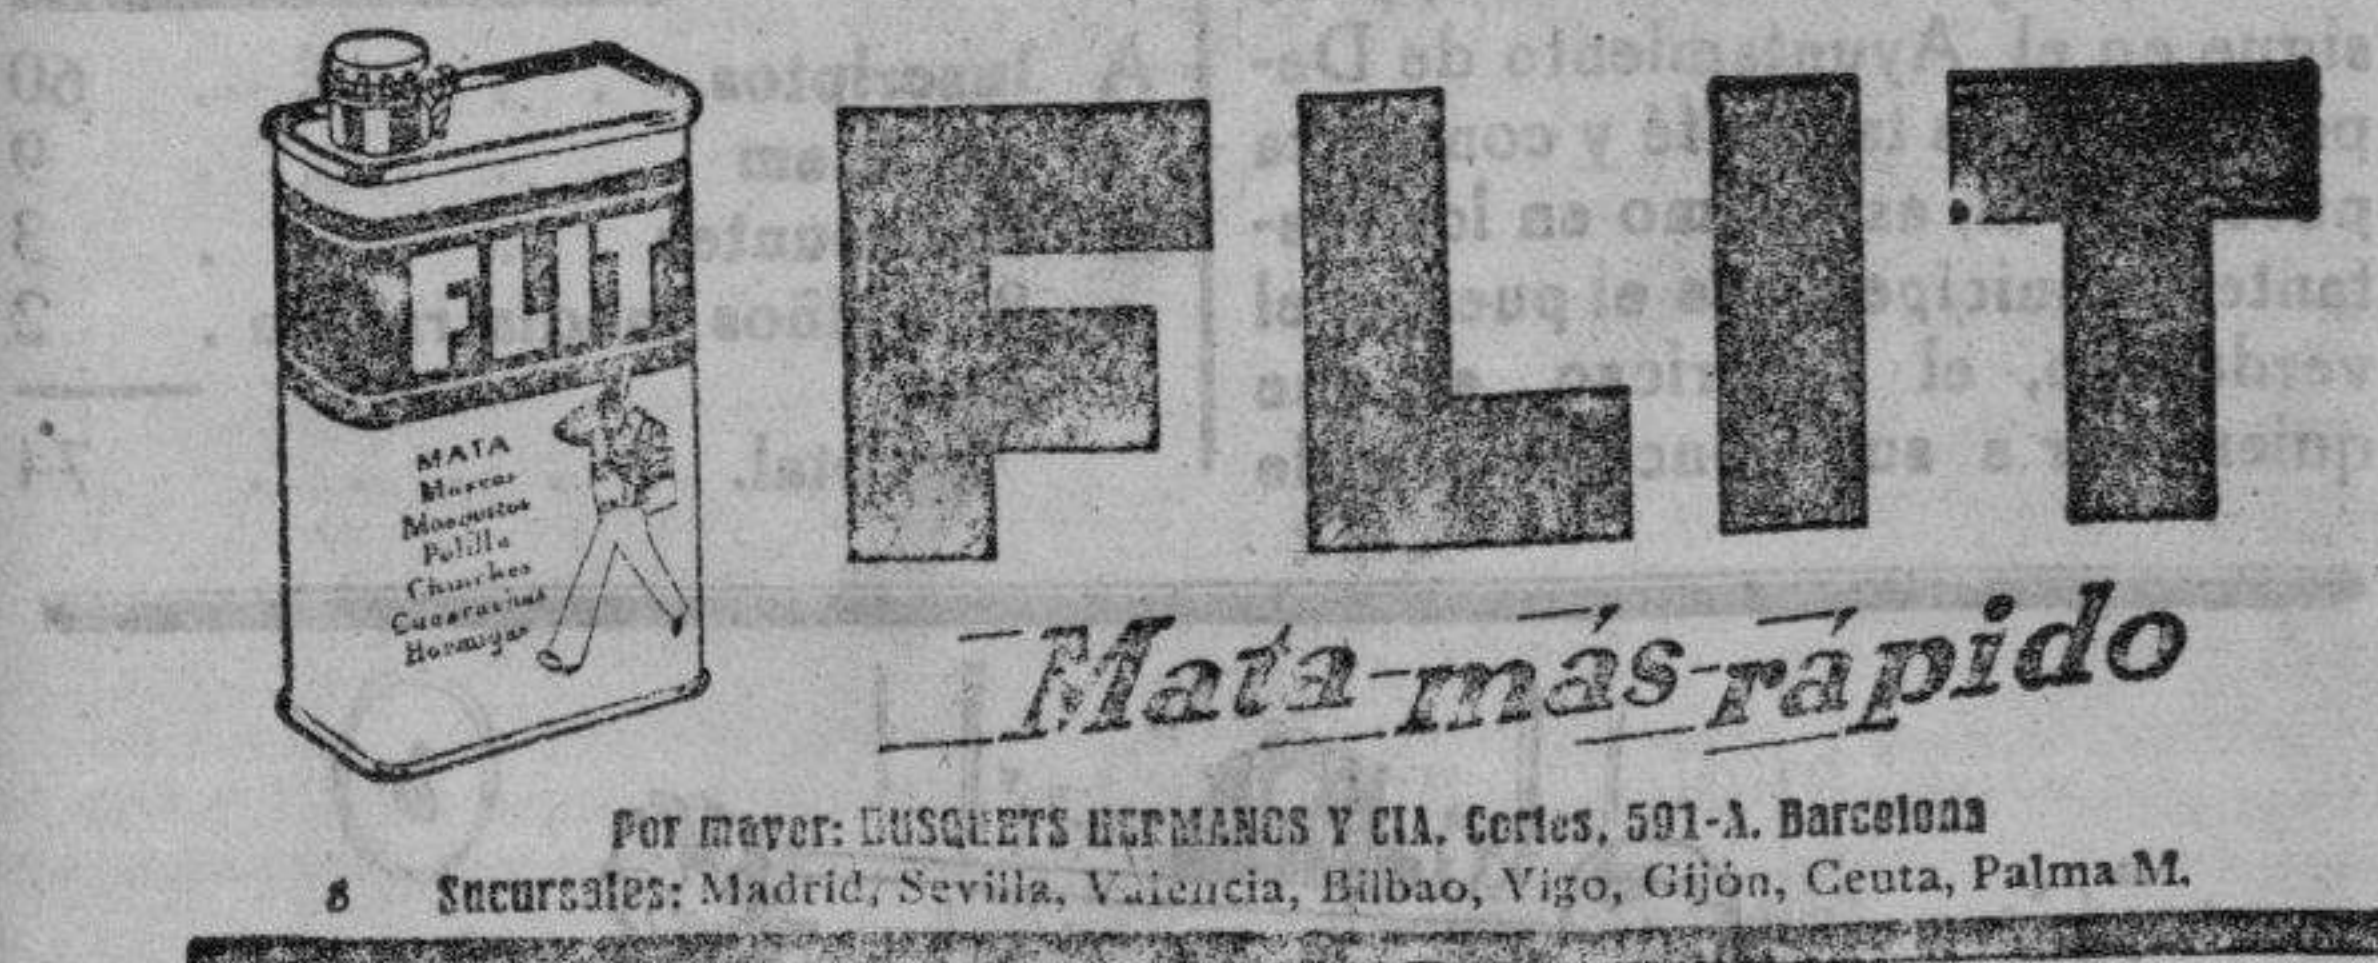 FLIT
MATA
Moscas
Mosquitos
Polilla
Chinches
Cucarachas
Hormigas
FLIT
Mata-más-rápido
Por mayor: BUSQUETS HERMANOS Y CIA. Cortes, 591-A. Barcelona
8 Sucursales: Madrid, Sevilla, Valencia, Bilbao, Vigo, Gijón, Ceuta, Palma M.